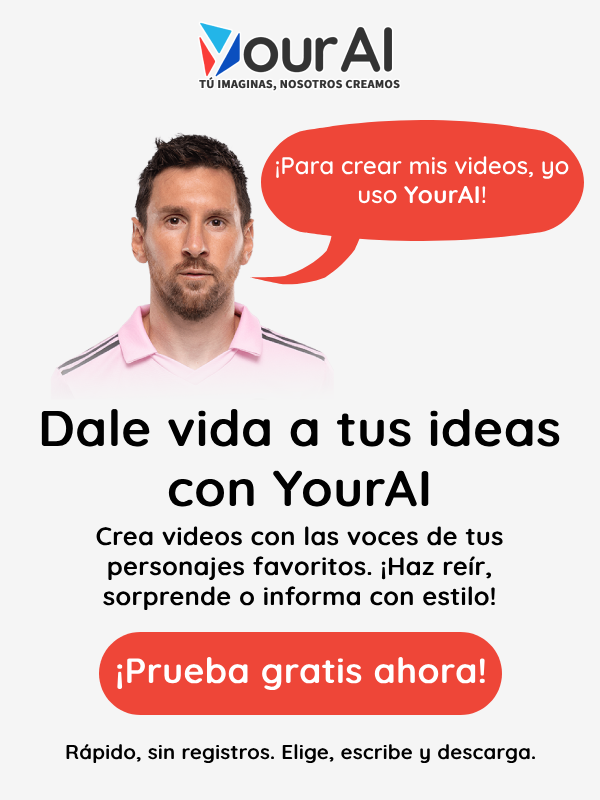 YourAI
TÚ IMAGINAS, NOSOTROS CREAMOS
¡Para crear mis videos, yo
uso YourAI!
Dale vida a tus ideas
con YourAI
Crea videos con las voces de tus
personajes favoritos. ¡Haz reír,
sorprende o informa con estilo!
¡Prueba gratis ahora!
Rápido, sin registros. Elige, escribe y descarga.